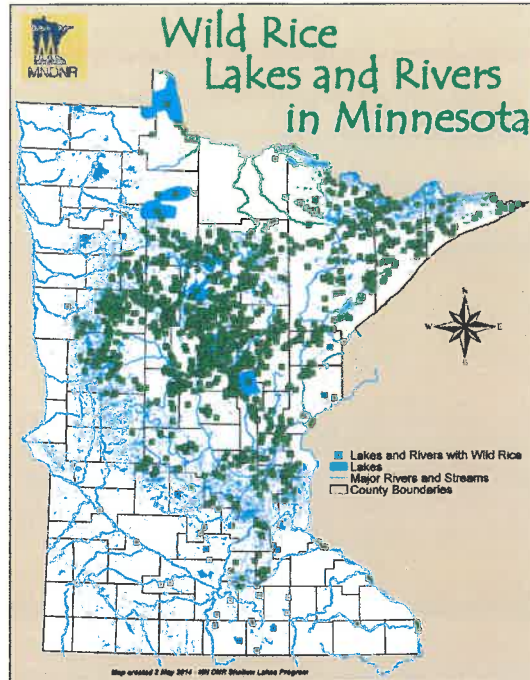 MNDNR
Wild Rice
Lakes and Rivers
in Minnesota
N
W E
S
Lakes and Rivers with Wild Rice
Lakes
Major Rivers and Streams
County Boundaries
Map created 2 May 2014 - MN DNR Shallow Lakes Program